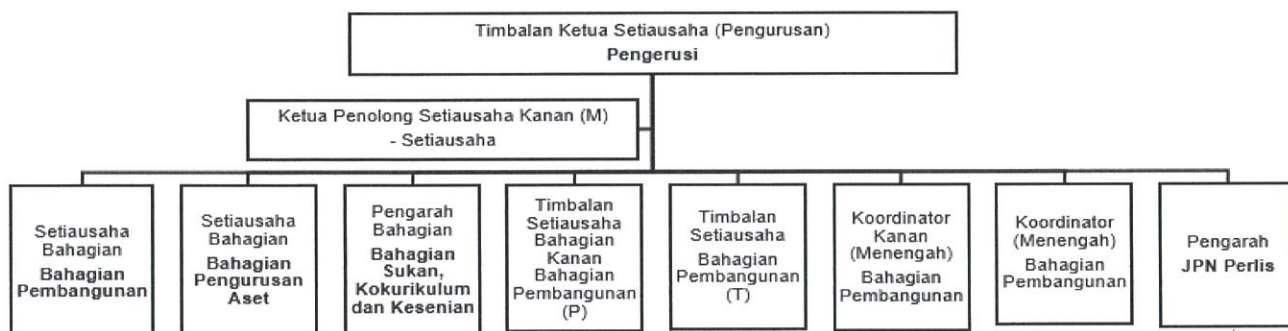 Timbalan Ketua Setiausaha (Pengurusan)
Pengerusi
Ketua Penolong Setiausaha Kanan (M)
- Setiausaha
Setiausaha
Bahagian
Bahagian
Pembangunan
Setiausaha
Bahagian
Bahagian
Pengurusan
Aset
Pengarah
Bahagian
Bahagian
Sukan,
Kokurikulum
dan Kesenian
Timbalan
Setiausaha
Bahagian
Kanan
Bahagian
Pembangunan
(P)
Timbalan
Setiausaha
Bahagian
Pembangunan
(T)
Koordinator
Kanan
(Menengah)
Bahagian
Pembangunan
Koordinator
(Menengah)
Bahagian
Pembangunan
Pengarah
JPN Perlis